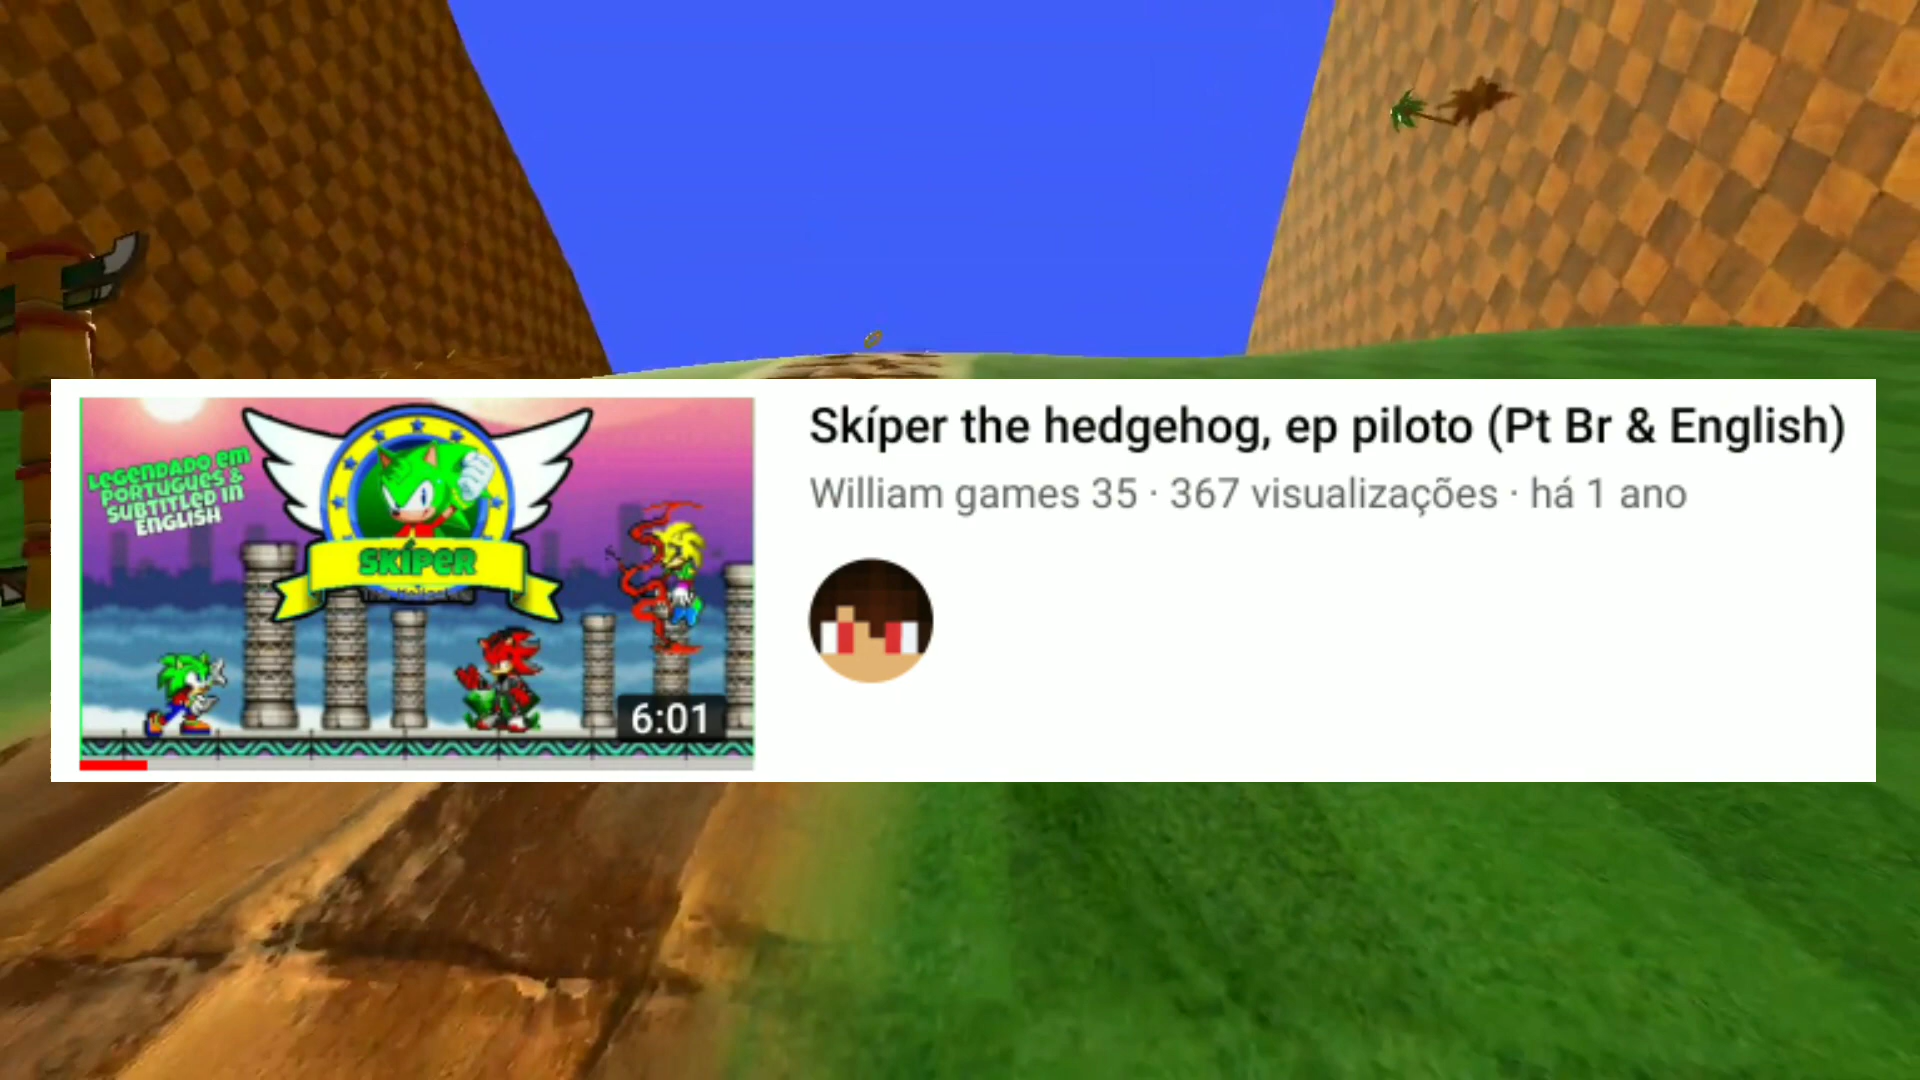 Skíper the hedgehog, ep piloto (Pt Br & English)
William games 35 · 367 visualizações · há 1 ano
LEGENDADO em
PORTUGUES &
SUBTITLED IN
ENGLISH
SKÍPER
6:01